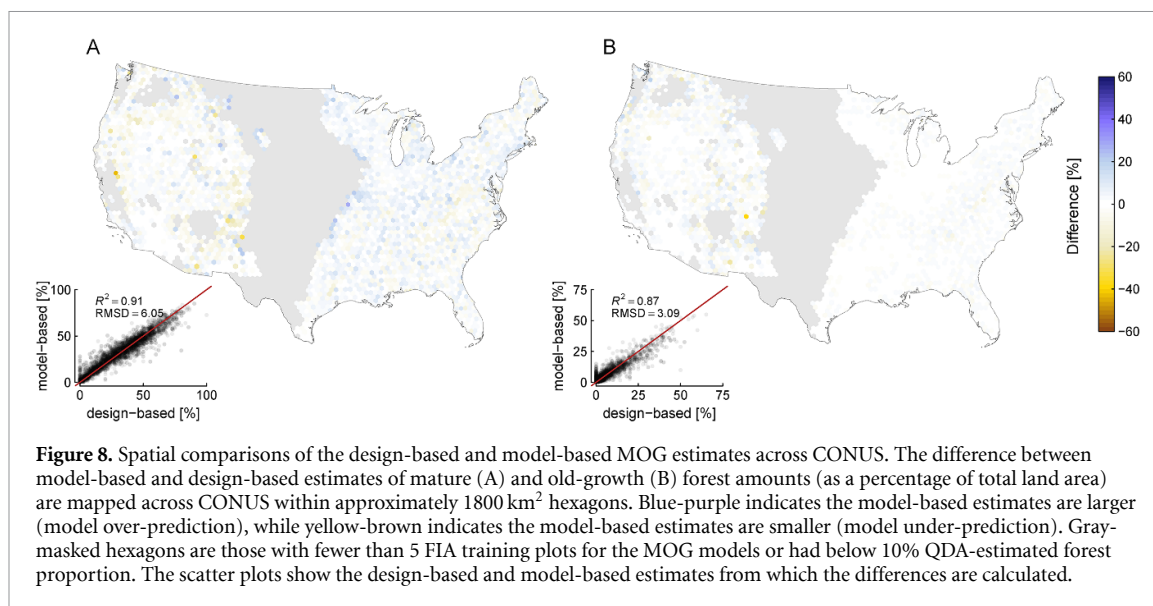 A
B
60
40
20
0
−20
−40
−60
Difference [%]
100
50
0
R² = 0.91
RMSD = 6.05
model−based [%]
0 50 100
design−based [%]
75
50
25
0
R² = 0.87
RMSD = 3.09
model−based [%]
0 25 50 75
design−based [%]
Figure 8. Spatial comparisons of the design-based and model-based MOG estimates across CONUS. The difference between
model-based and design-based estimates of mature (A) and old-growth (B) forest amounts (as a percentage of total land area)
are mapped across CONUS within approximately 1800 km² hexagons. Blue-purple indicates the model-based estimates are larger
(model over-prediction), while yellow-brown indicates the model-based estimates are smaller (model under-prediction). Gray-
masked hexagons are those with fewer than 5 FIA training plots for the MOG models or had below 10% QDA-estimated forest
proportion. The scatter plots show the design-based and model-based estimates from which the differences are calculated.